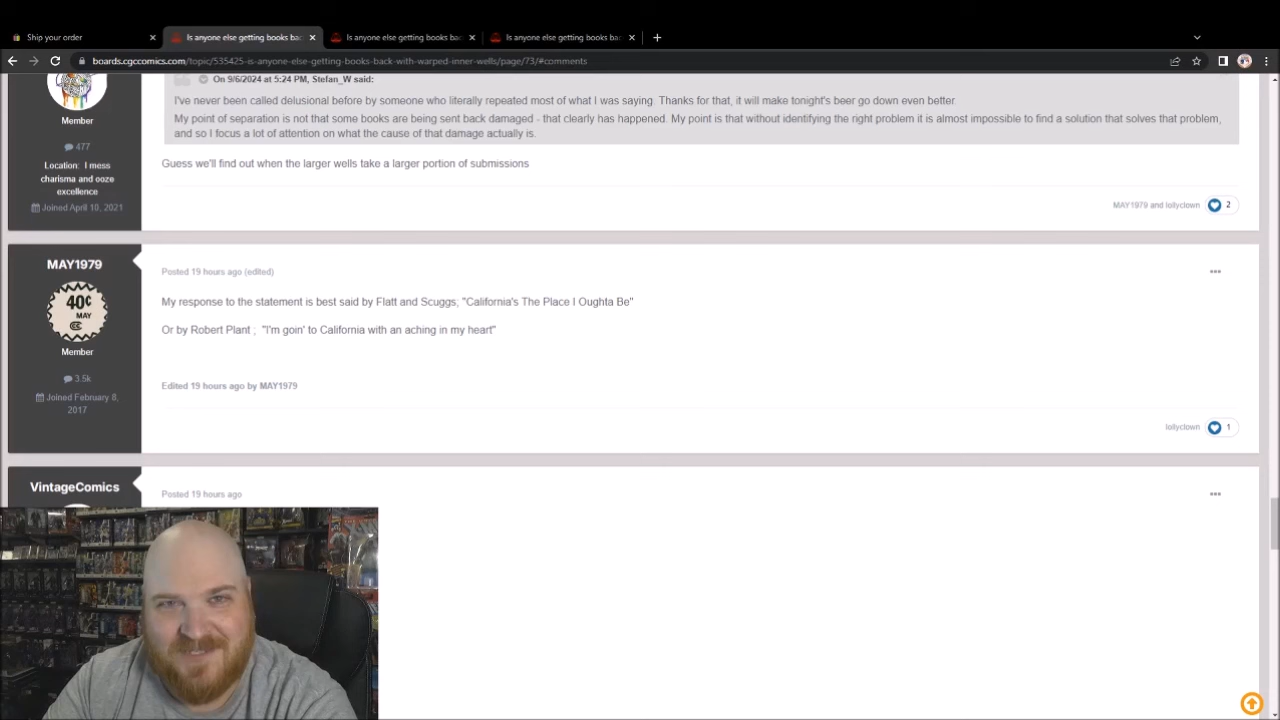 Ship your order
Is anyone else getting books bac
Is anyone else getting books bac
Is anyone else getting books bac
boards.cgccomics.com/topic/535425-is-anyone-else-getting-books-back-with-warped-inner-wells/page/73/#comments
On 9/6/2024 at 5:24 PM, Stefan_W said:
I've never been called delusional before by someone who literally repeated most of what I was saying. Thanks for that, it will make tonight's beer go down even better.
My point of separation is not that some books are being sent back damaged - that clearly has happened. My point is that without identifying the right problem it is almost impossible to find a solution that solves that problem,
and so I focus a lot of attention on what the cause of that damage actually is.
Member
477
Location: I mess
charisma and ooze
excellence
Joined April 10, 2021
Guess we'll find out when the larger wells take a larger portion of submissions
MAY1979 and lollyclown 2
MAY1979
40¢
MAY
Member
3.5k
Joined February 8,
2017
Posted 19 hours ago (edited)
My response to the statement is best said by Flatt and Scuggs; "California's The Place I Oughta Be"
Or by Robert Plant ; "I'm goin' to California with an aching in my heart"
Edited 19 hours ago by MAY1979
lollyclown 1
VintageComics
Posted 19 hours ago